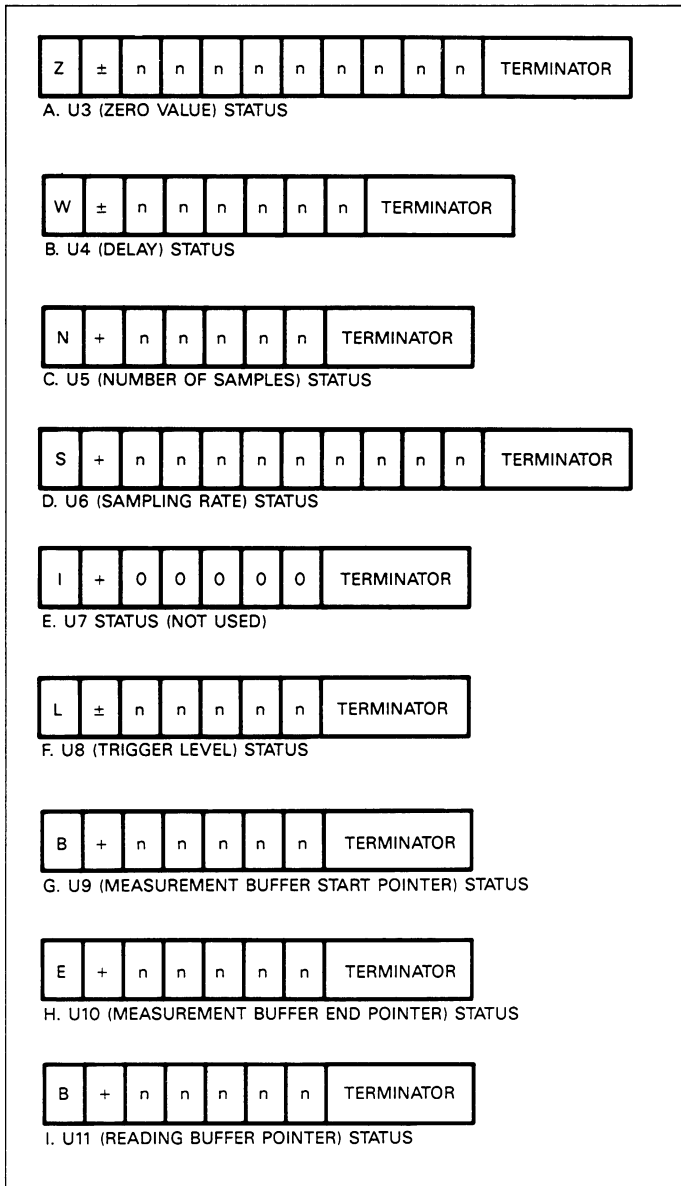 Z ± n n n n n n n n n TERMINATOR
A. U3 (ZERO VALUE) STATUS
W ± n n n n n n TERMINATOR
B. U4 (DELAY) STATUS
N + n n n n n TERMINATOR
C. U5 (NUMBER OF SAMPLES) STATUS
S + n n n n n n n n n TERMINATOR
D. U6 (SAMPLING RATE) STATUS
I + 0 0 0 0 0 TERMINATOR
E. U7 STATUS (NOT USED)
L ± n n n n n TERMINATOR
F. U8 (TRIGGER LEVEL) STATUS
B + n n n n n TERMINATOR
G. U9 (MEASUREMENT BUFFER START POINTER) STATUS
E + n n n n n TERMINATOR
H. U10 (MEASUREMENT BUFFER END POINTER) STATUS
B + n n n n n TERMINATOR
I. U11 (READING BUFFER POINTER) STATUS